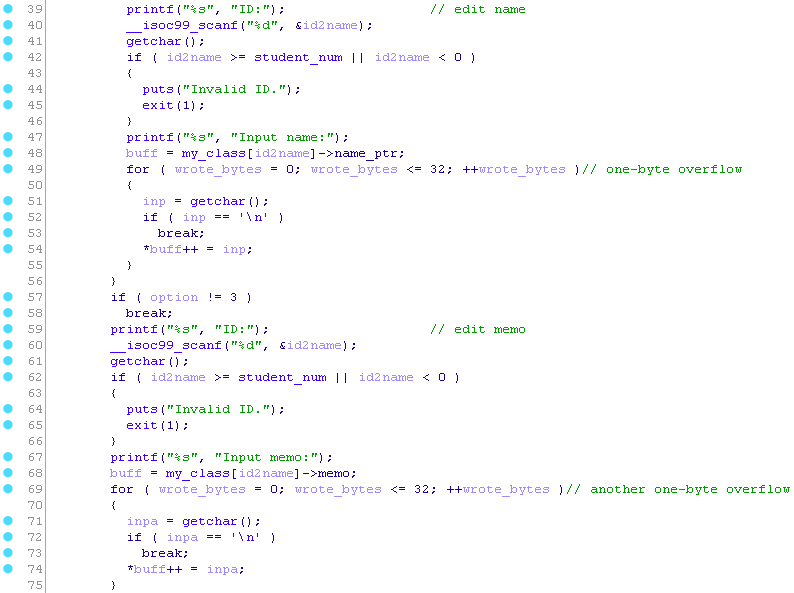 39 printf("%s", "ID:"); // edit name
40 __isoc99_scanf("%d", &id2name);
41 getchar();
42 if ( id2name >= student_num || id2name < 0 )
43 {
44 puts("Invalid ID.");
45 exit(1);
46 }
47 printf("%s", "Input name:");
48 buff = my_class[id2name]->name_ptr;
49 for ( wrote_bytes = 0; wrote_bytes <= 32; ++wrote_bytes )// one-byte overflow
50 {
51 inp = getchar();
52 if ( inp == '\n' )
53 break;
54 *buff++ = inp;
55 }
56 }
57 if ( option != 3 )
58 break;
59 printf("%s", "ID:"); // edit memo
60 __isoc99_scanf("%d", &id2name);
61 getchar();
62 if ( id2name >= student_num || id2name < 0 )
63 {
64 puts("Invalid ID.");
65 exit(1);
66 }
67 printf("%s", "Input memo:");
68 buff = my_class[id2name]->memo;
69 for ( wrote_bytes = 0; wrote_bytes <= 32; ++wrote_bytes )// another one-byte overflow
70 {
71 inpa = getchar();
72 if ( inpa == '\n' )
73 break;
74 *buff++ = inpa;
75 }